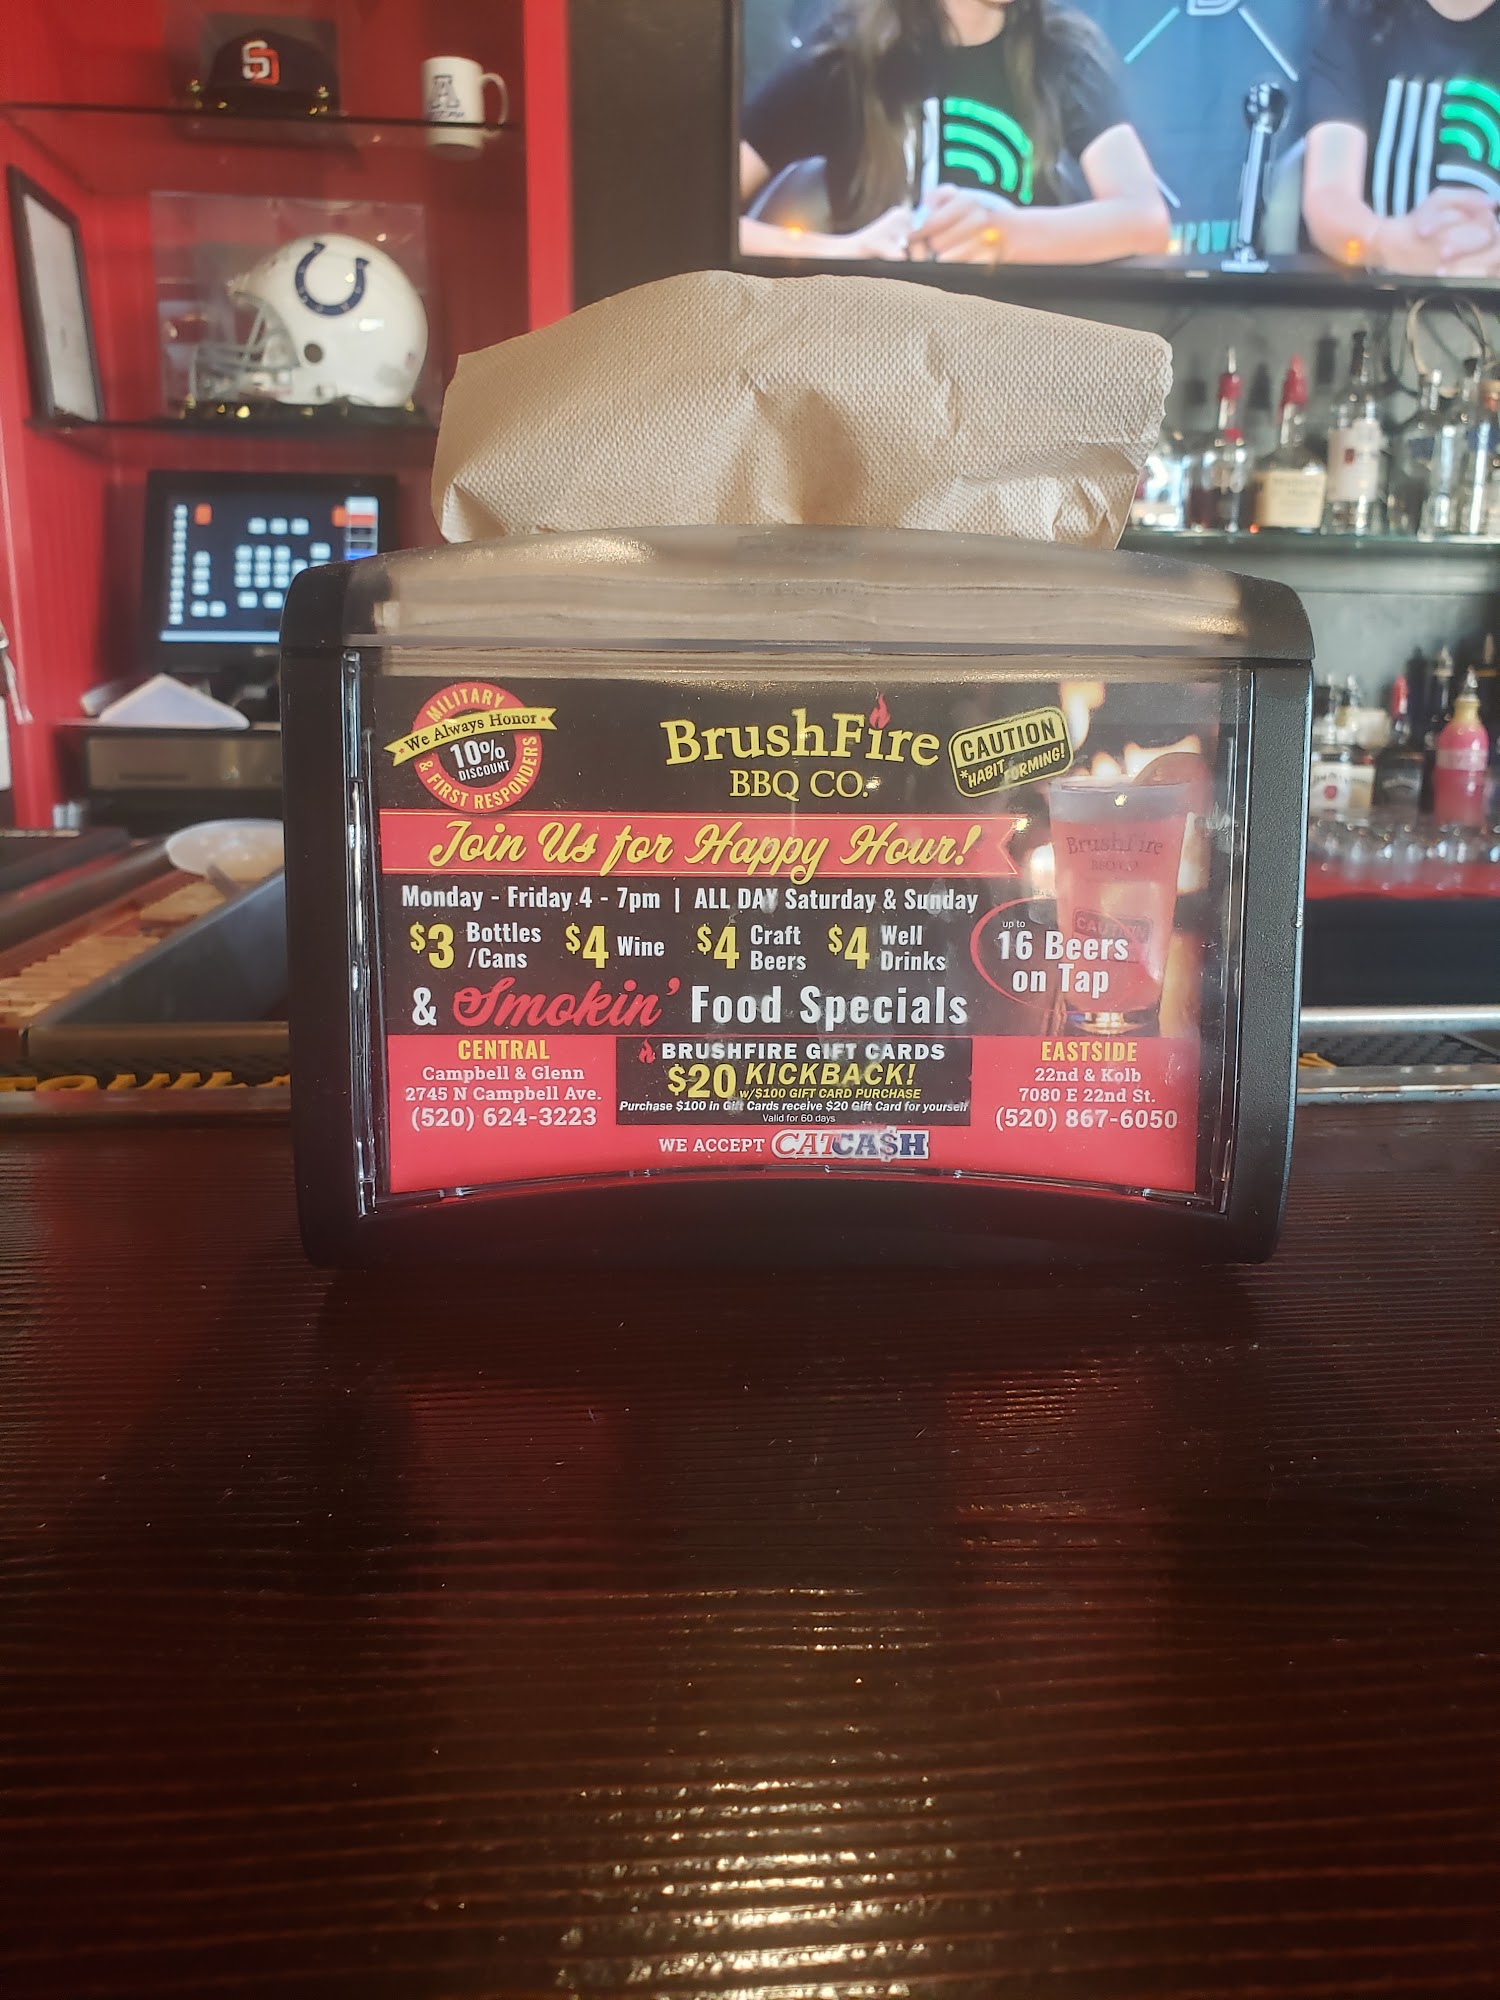 SD
A
MPOWE
MILITARY
We Always Honor
10%
DISCOUNT
& FIRST RESPONDERS
BrushFire
BBQ CO.
CAUTION
*HABIT FORMING!
Join Us for Happy Hour!
Monday - Friday 4 - 7pm | ALL DAY Saturday & Sunday
$3 Bottles /Cans $4 Wine $4 Craft Beers $4 Well Drinks
& Smokin' Food Specials
BrushFire
CAUTION
up to
16 Beers
on Tap
CENTRAL
Campbell & Glenn
2745 N Campbell Ave.
(520) 624-3223
BRUSHFIRE GIFT CARDS
$20 KICKBACK!
w/$100 GIFT CARD PURCHASE
Purchase $100 in Gift Cards receive $20 Gift Card for yourself
Valid for 60 days
WE ACCEPT CATCA$H
EASTSIDE
22nd & Kolb
7080 E 22nd St.
(520) 867-6050